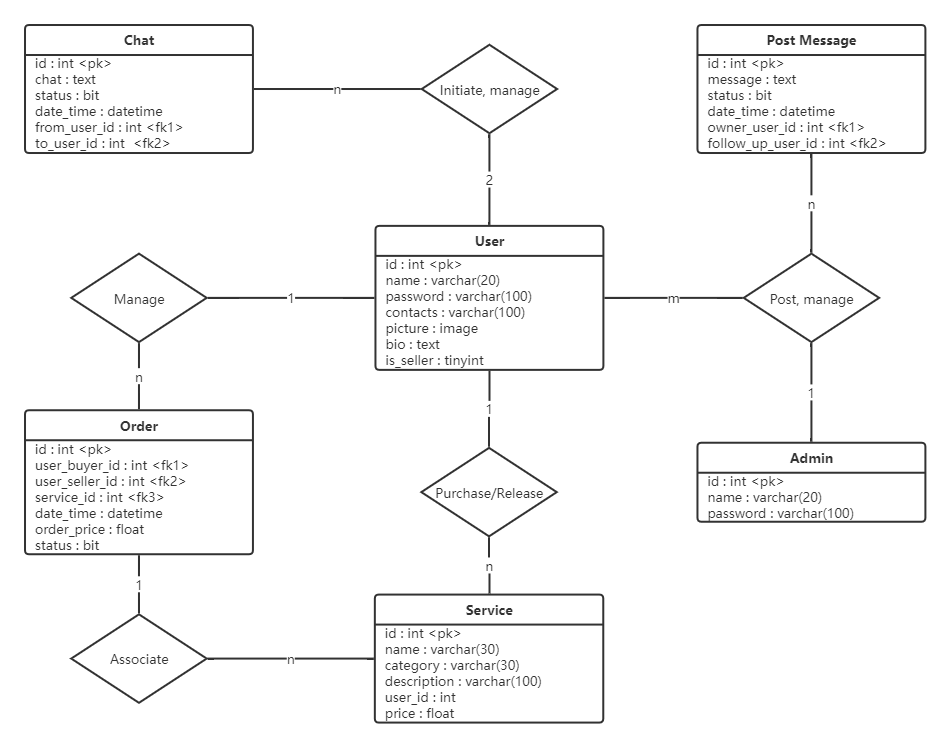 Chat
id : int <pk>
chat : text
status : bit
date_time : datetime
from_user_id : int <fk1>
to_user_id : int  <fk2>
n
Initiate, manage
2
Post Message
id : int <pk>
message : text
status : bit
date_time : datetime
owner_user_id : int <fk1>
follow_up_user_id : int <fk2>
n
User
id : int <pk>
name : varchar(20)
password : varchar(100)
contacts : varchar(100)
picture : image
bio : text
is_seller : tinyint
Manage
1
m
Post, manage
n
1
1
Order
id : int <pk>
user_buyer_id : int <fk1>
user_seller_id : int <fk2>
service_id : int <fk3>
date_time : datetime
order_price : float
status : bit
Admin
id : int <pk>
name : varchar(20)
password : varchar(100)
Purchase/Release
n
1
Service
id : int <pk>
name : varchar(30)
category : varchar(30)
description : varchar(100)
user_id : int
price : float
Associate
n